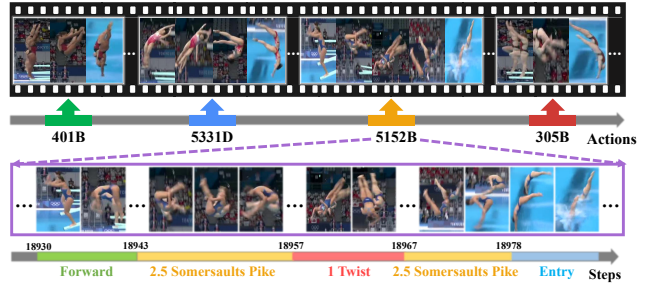 401B 5331D 5152B 305B Actions
... ... ... ...
... ... ... ... ...
18930 18943 18957 18967 18978
Forward 2.5 Somersaults Pike 1 Twist 2.5 Somersaults Pike Entry Steps